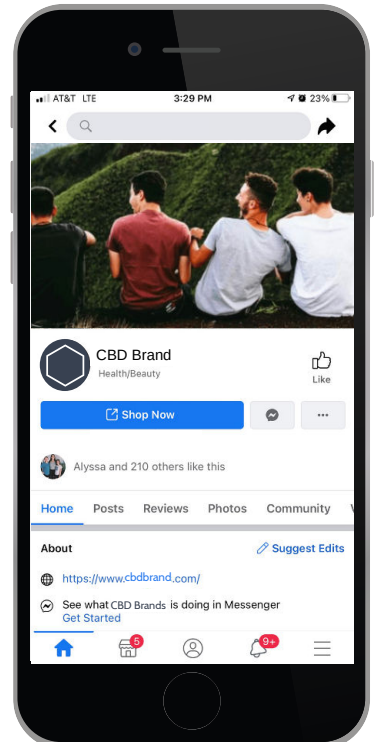 AT&T LTE 3:29 PM 23%
CBD Brand
Health/Beauty
Like
Shop Now
Alyssa and 210 others like this
Home Posts Reviews Photos Community
About Suggest Edits
https://www.cbdbrand.com/
See what CBD Brands is doing in Messenger
Get Started
5 9+